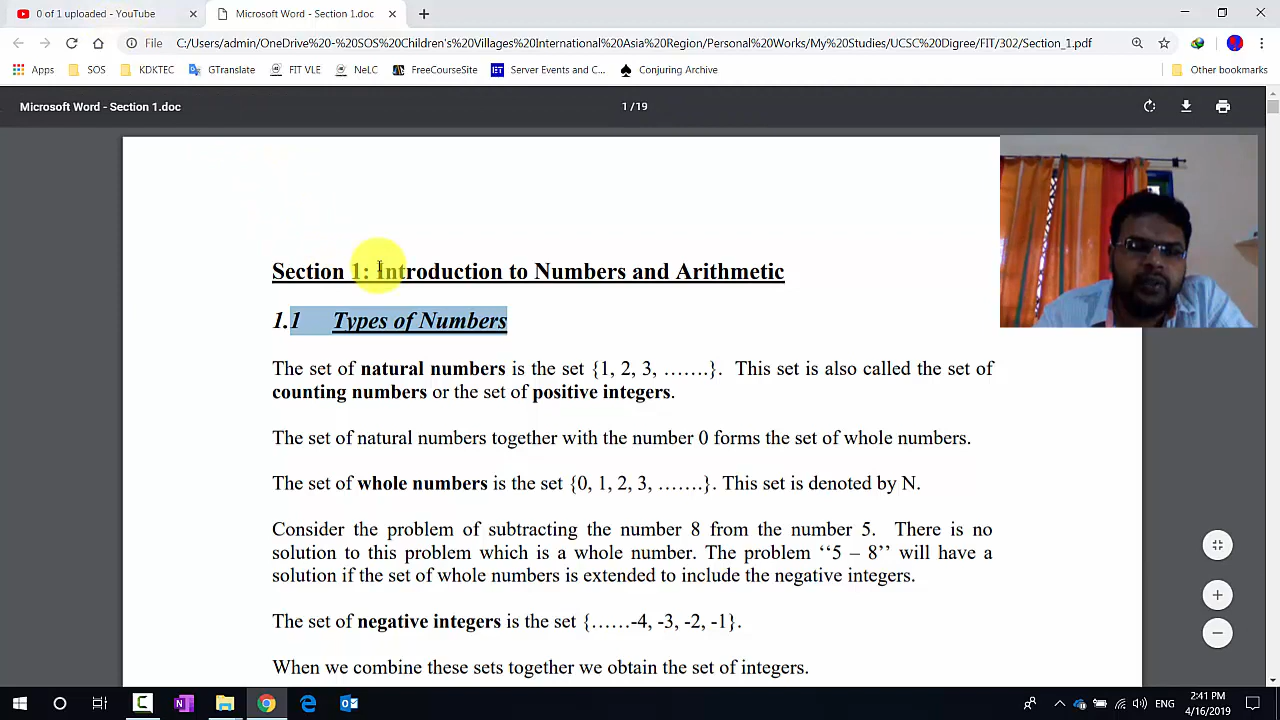 0 of 1 uploaded - YouTube
Microsoft Word - Section 1.doc
File
C:/Users/admin/OneDrive%20-%20SOS%20Children's%20Villages%20International%20Asia%20Region/Personal%20Works/My%20Studies/UCSC%20Degree/FIT/302/Section_1.pdf
Apps SOS KDKTEC GTranslate FIT VLE NeLC FreeCourseSite Server Events and C... Conjuring Archive Other bookmarks
Microsoft Word - Section 1.doc 1 / 19
Section 1: Introduction to Numbers and Arithmetic
1.1 Types of Numbers
The set of natural numbers is the set {1, 2, 3, …….}. This set is also called the set of
counting numbers or the set of positive integers.
The set of natural numbers together with the number 0 forms the set of whole numbers.
The set of whole numbers is the set {0, 1, 2, 3, …….}. This set is denoted by N.
Consider the problem of subtracting the number 8 from the number 5. There is no
solution to this problem which is a whole number. The problem ‘‘5 – 8’’ will have a
solution if the set of whole numbers is extended to include the negative integers.
The set of negative integers is the set {……-4, -3, -2, -1}.
When we combine these sets together we obtain the set of integers.
ENG
2:41 PM
4/16/2019